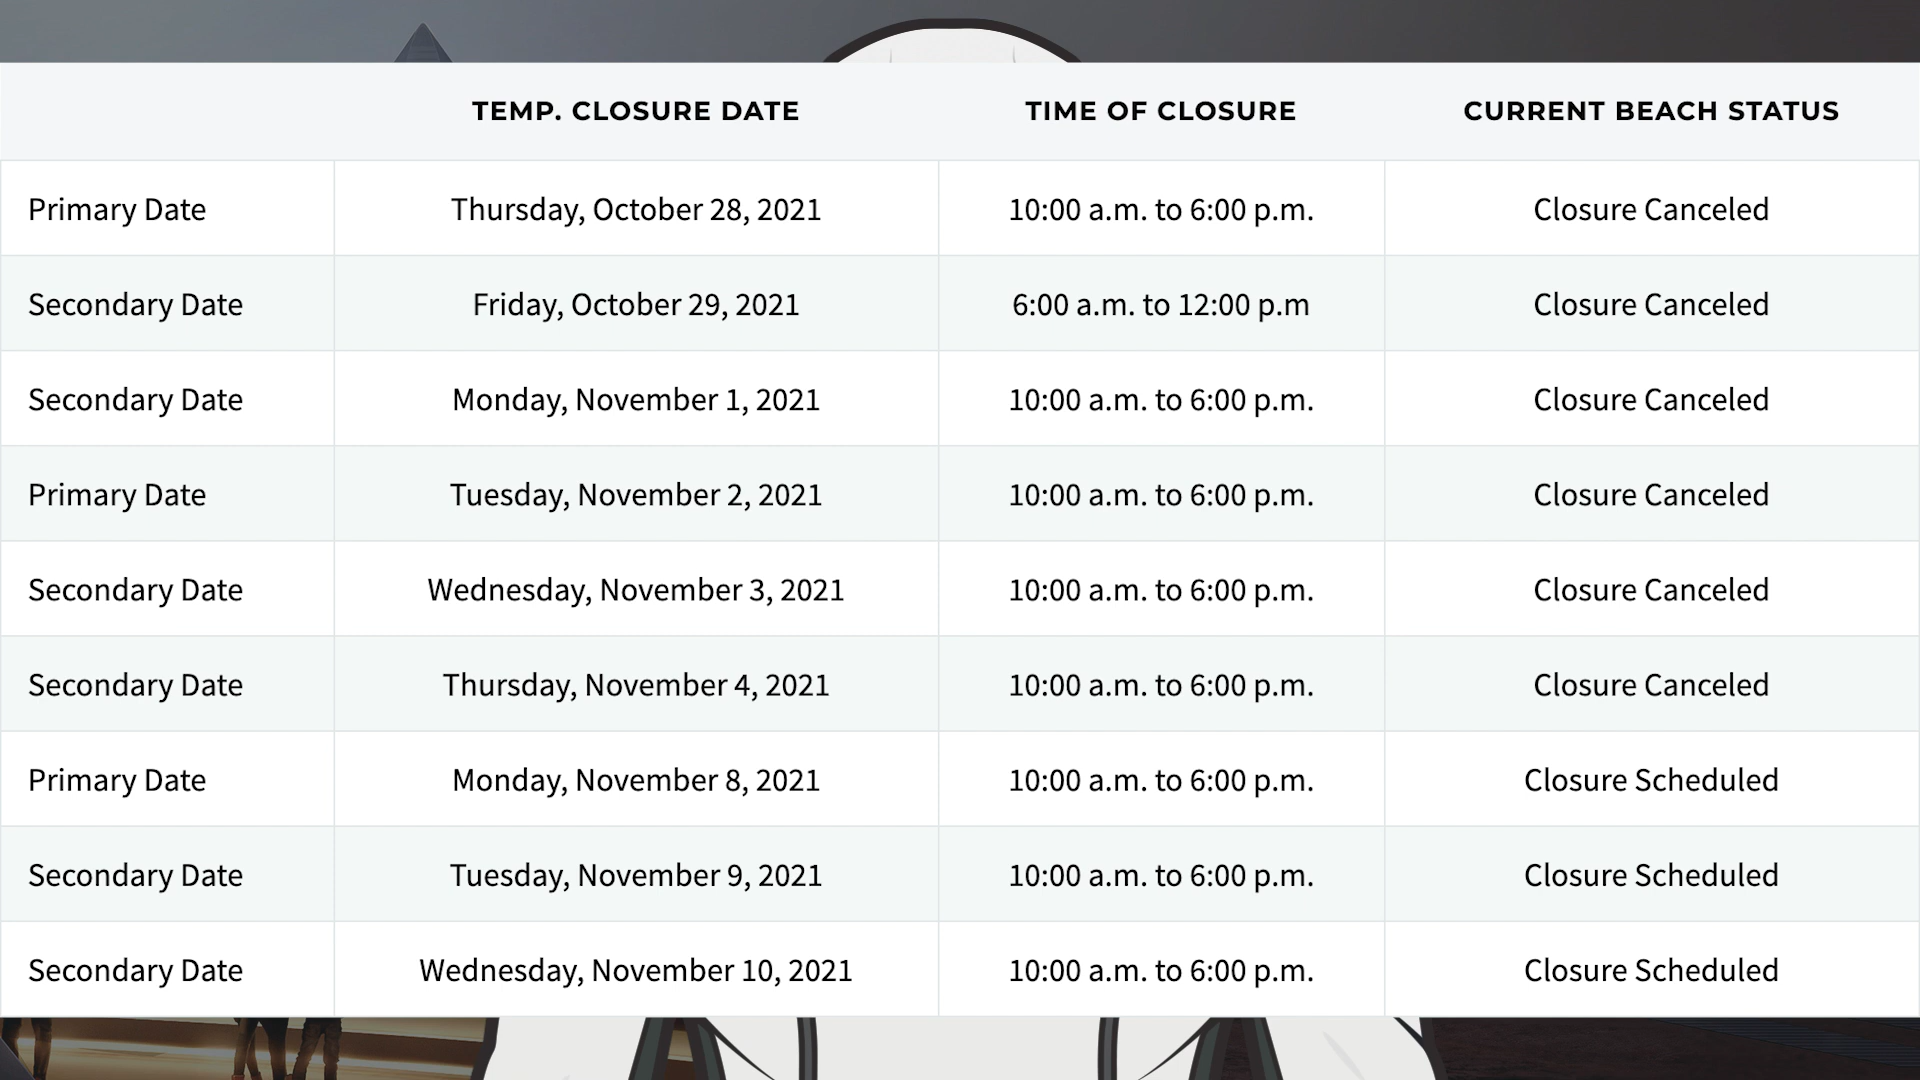 TEMP. CLOSURE DATE TIME OF CLOSURE CURRENT BEACH STATUS
Primary Date Thursday, October 28, 2021 10:00 a.m. to 6:00 p.m. Closure Canceled
Secondary Date Friday, October 29, 2021 6:00 a.m. to 12:00 p.m Closure Canceled
Secondary Date Monday, November 1, 2021 10:00 a.m. to 6:00 p.m. Closure Canceled
Primary Date Tuesday, November 2, 2021 10:00 a.m. to 6:00 p.m. Closure Canceled
Secondary Date Wednesday, November 3, 2021 10:00 a.m. to 6:00 p.m. Closure Canceled
Secondary Date Thursday, November 4, 2021 10:00 a.m. to 6:00 p.m. Closure Canceled
Primary Date Monday, November 8, 2021 10:00 a.m. to 6:00 p.m. Closure Scheduled
Secondary Date Tuesday, November 9, 2021 10:00 a.m. to 6:00 p.m. Closure Scheduled
Secondary Date Wednesday, November 10, 2021 10:00 a.m. to 6:00 p.m. Closure Scheduled